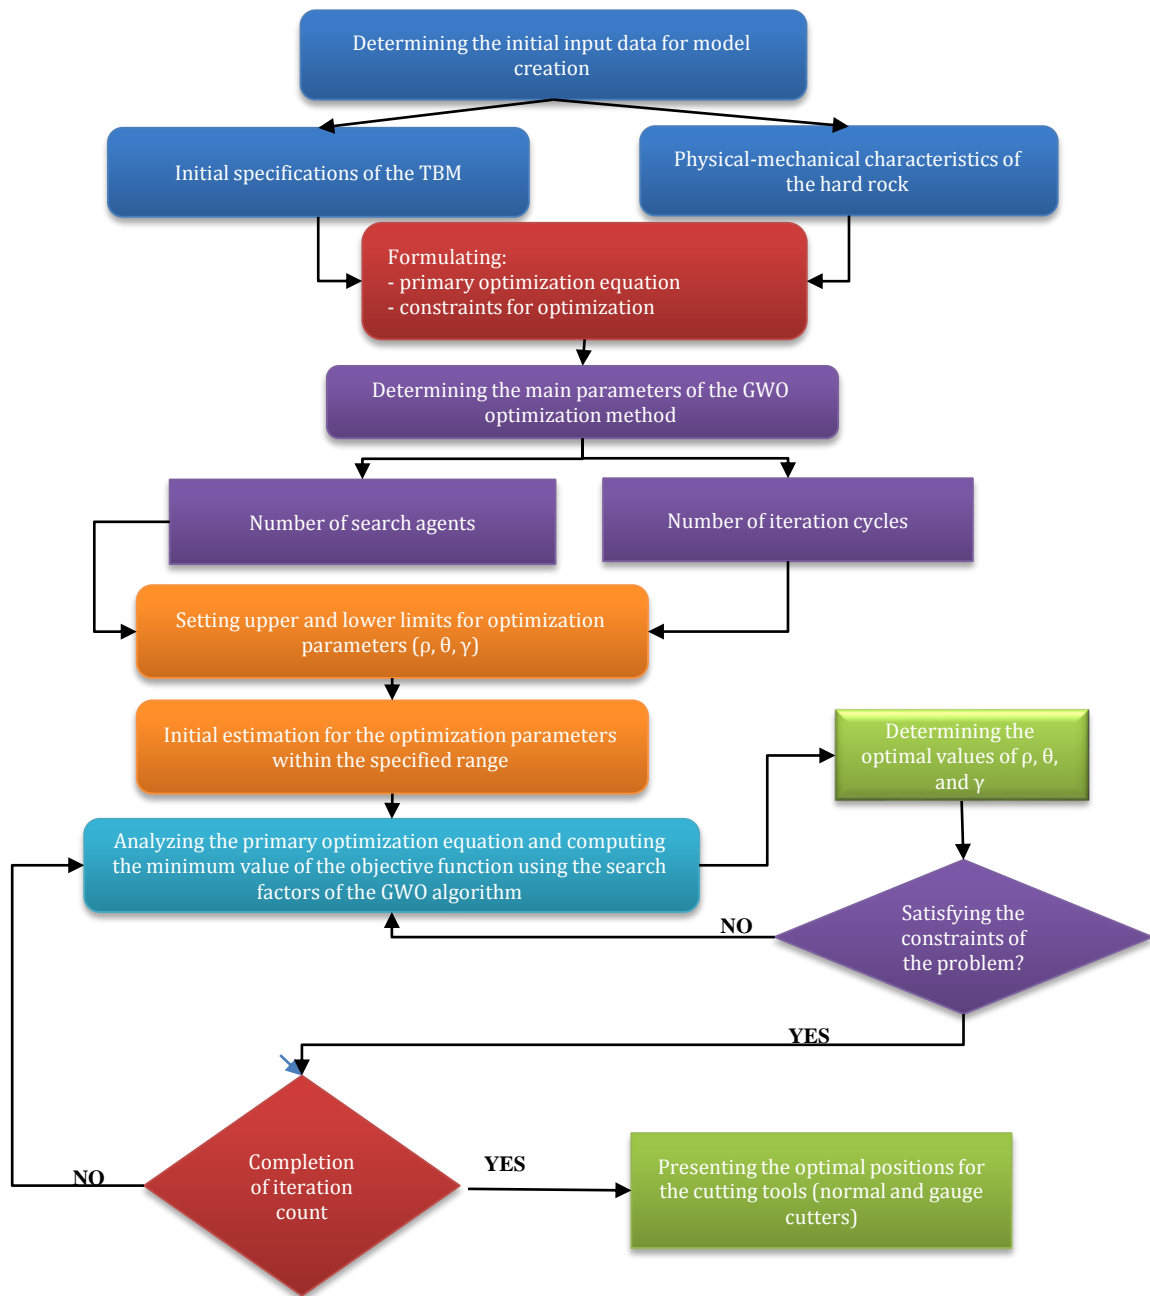 Determining the initial input data for model
creation
Initial specifications of the TBM
Physical-mechanical characteristics of
the hard rock
Formulating:
- primary optimization equation
- constraints for optimization
Determining the main parameters of the GWO
optimization method
Number of search agents
Number of iteration cycles
Setting upper and lower limits for optimization
parameters (ρ, θ, γ)
Initial estimation for the optimization parameters
within the specified range
Determining the
optimal values of ρ, θ,
and γ
Analyzing the primary optimization equation and computing
the minimum value of the objective function using the search
factors of the GWO algorithm
Satisfying the
constraints of
the problem?
NO
YES
Completion
of iteration
count
NO
YES
Presenting the optimal positions for
the cutting tools (normal and gauge
cutters)